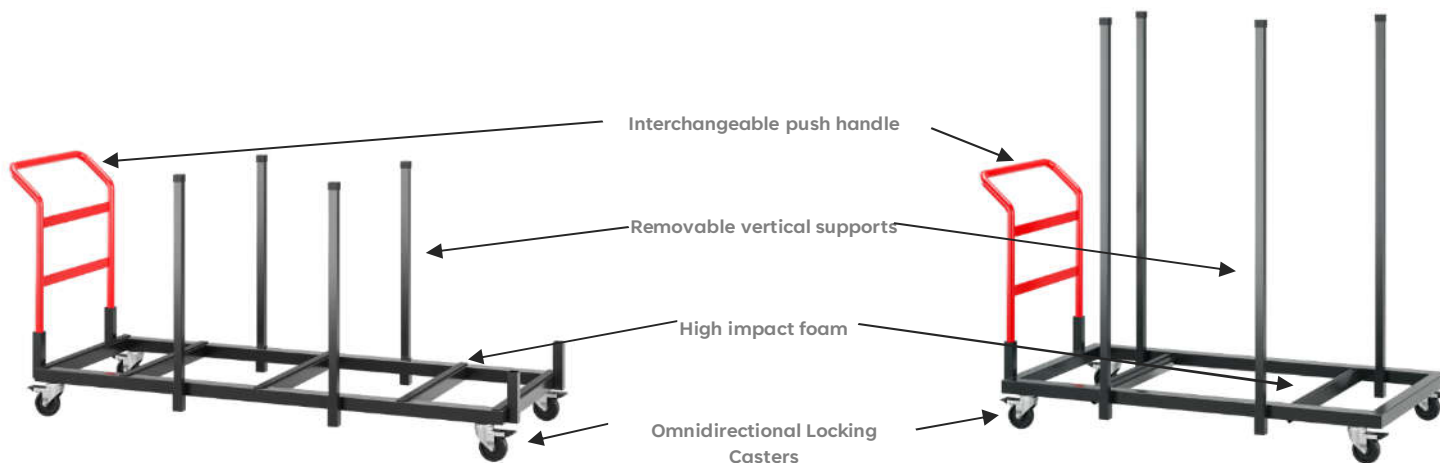 Interchangeable push handle
Removable vertical supports
High impact foam
Omnidirectional Locking
Casters